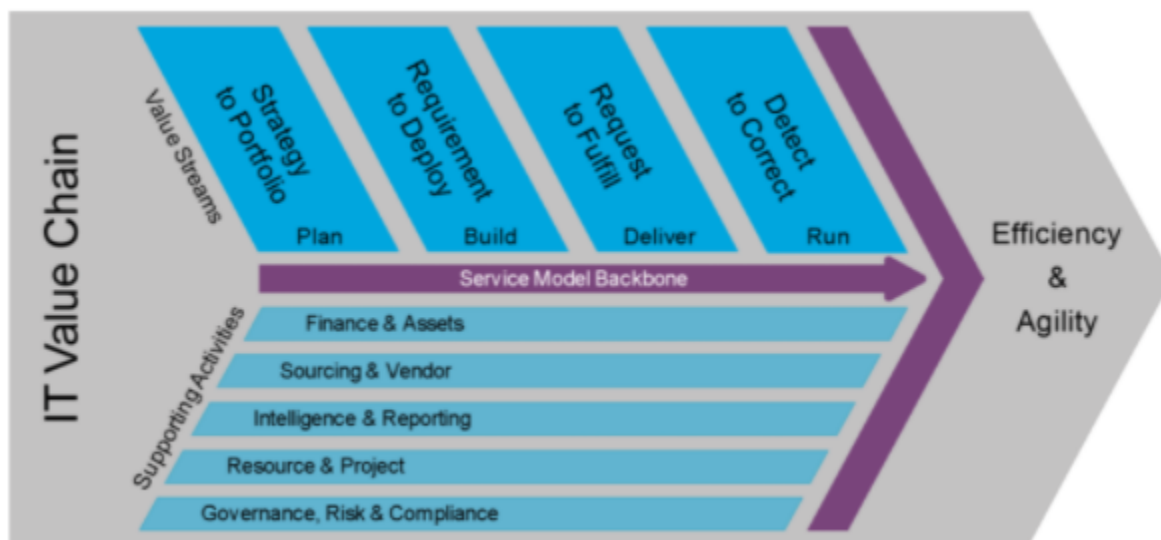 IT Value Chain
Value Streams
Strategy
to Portfolio
Plan
Requirement
to Deploy
Build
Request
to Fulfill
Deliver
Detect
to Correct
Run
Service Model Backbone
Supporting Activities
Finance & Assets
Sourcing & Vendor
Intelligence & Reporting
Resource & Project
Governance, Risk & Compliance
Efficiency
&
Agility